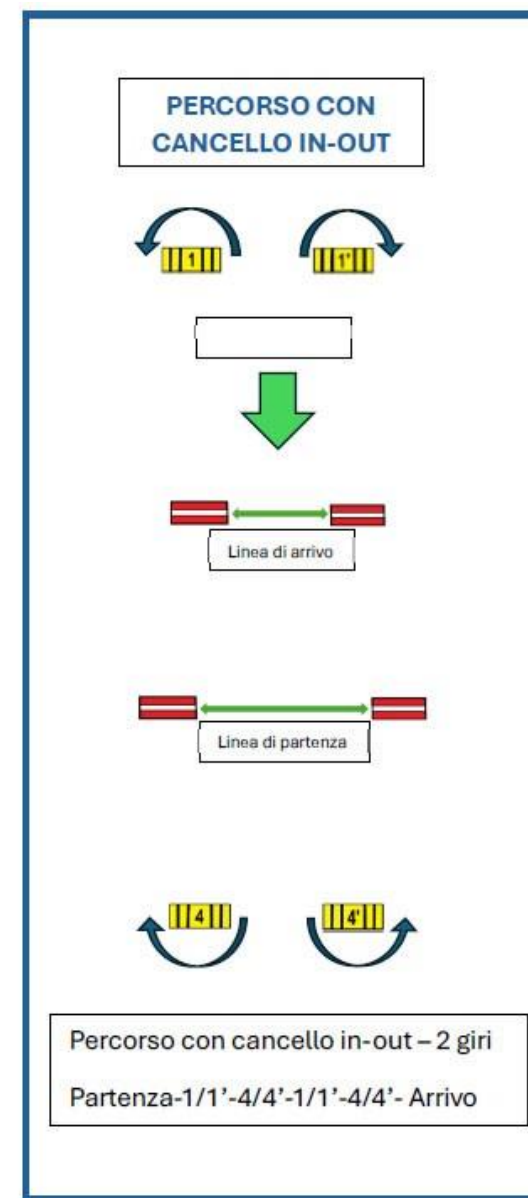 PERCORSO CON
CANCELLO IN-OUT
1 1'
Linea di arrivo
Linea di partenza
4 4'
Percorso con cancello in-out – 2 giri
Partenza-1/1'-4/4'-1/1'-4/4'- Arrivo